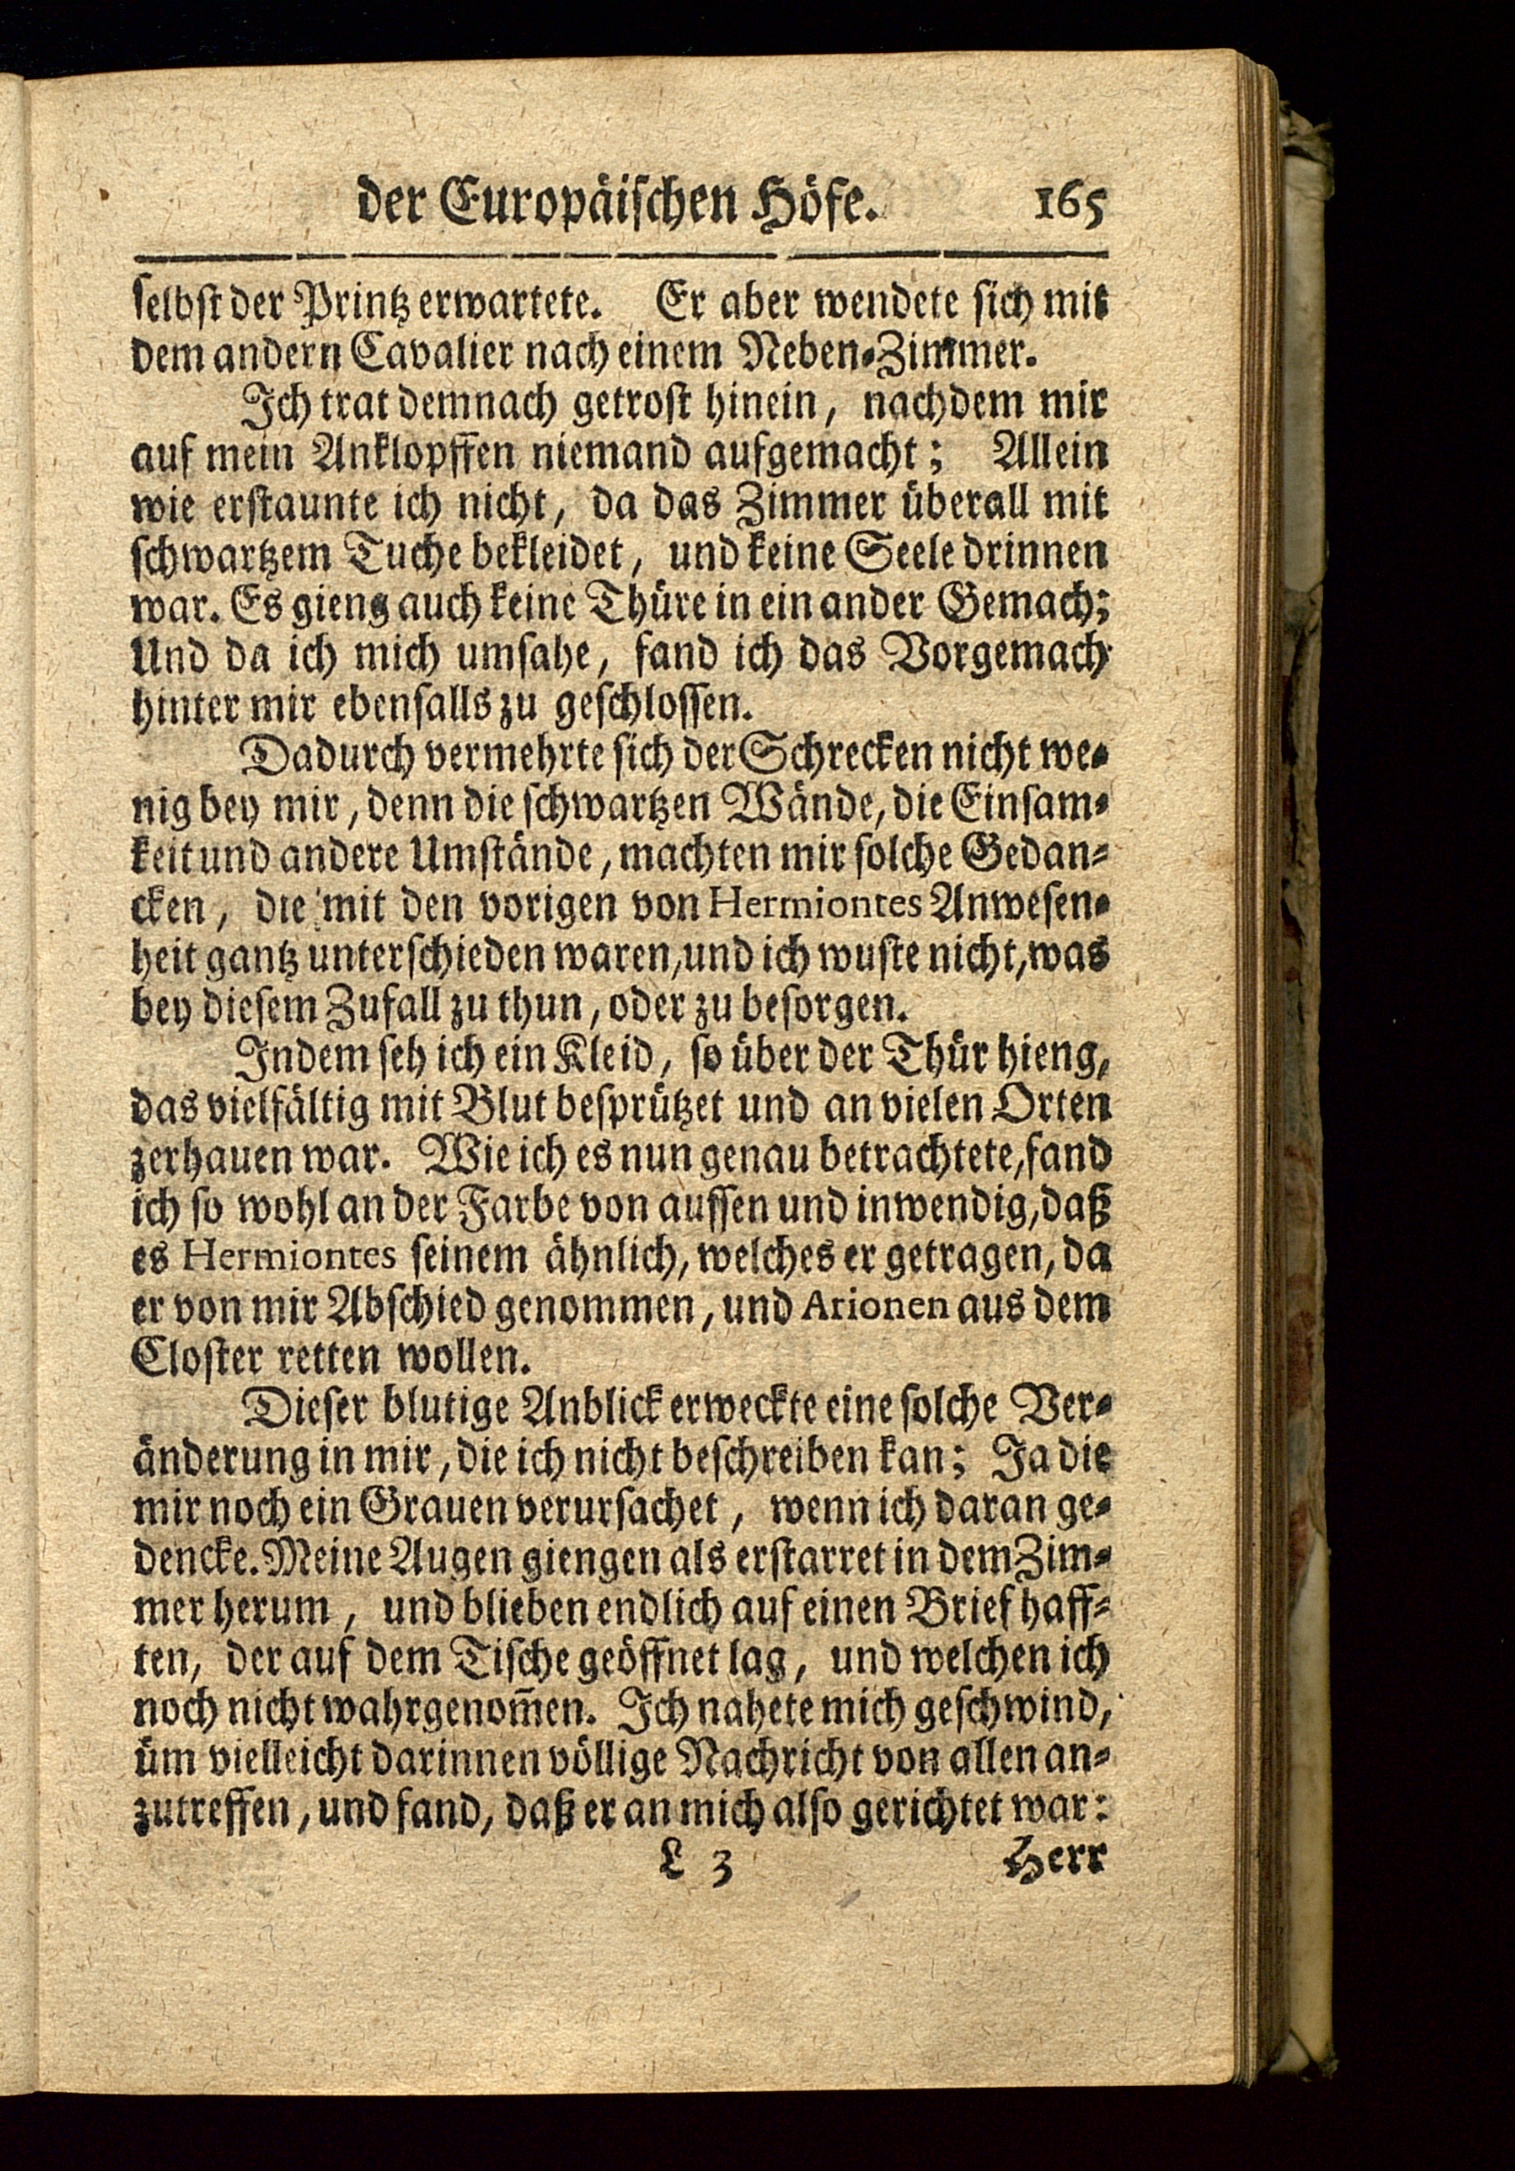 der Europäiſchen Höfe. 165
ſelbſt der Printz erwartete. Er aber wendete ſich mit
dem andern Cavalier nach einem Neben-Zimmer.
Ich trat demnach getroſt hinein, nachdem mir
auf mein Anklopffen niemand aufgemacht; Allein
wie erſtaunte ich nicht, da das Zimmer überall mit
ſchwartzem Tuche bekleidet, und keine Seele drinnen
war. Es gieng auch keine Thüre in ein ander Gemach;
Und da ich mich umſahe, fand ich das Vorgemach
hinter mir ebenfalls zu geſchloſſen.
Dadurch vermehrte ſich der Schrecken nicht we-
nig bey mir, denn die ſchwartzen Wände, die Einſam-
keit und andere Umſtände, machten mir ſolche Gedan-
cken, die mit den vorigen von Hermiontes Anweſen-
heit gantz unterſchieden waren, und ich wuſte nicht, was
bey dieſem Zufall zu thun, oder zu beſorgen.
Indem ſeh ich ein Kleid, ſo über der Thür hieng,
das vielfältig mit Blut beſprützet und an vielen Orten
zerhauen war. Wie ich es nun genau betrachtete, fand
ich ſo wohl an der Farbe von auſſen und inwendig, daß
es Hermiontes ſeinem ähnlich, welches er getragen, da
er von mir Abſchied genommen, und Arionen aus dem
Cloſter retten wollen.
Dieſer blutige Anblick erweckte eine ſolche Ver-
änderung in mir, die ich nicht beſchreiben kan; Ja die
mir noch ein Grauen verurſachet, wenn ich daran ge-
dencke. Meine Augen giengen als erſtarret in dem Zim-
mer herum, und blieben endlich auf einen Brief haff-
ten, der auf dem Tiſche geöffnet lag, und welchen ich
noch nicht wahrgenom̃en. Ich nahete mich geſchwind,
üm vielleicht darinnen völlige Nachricht von allen an-
zutreffen, und fand, daß er an mich alſo gerichtet war:
L 3 Herr